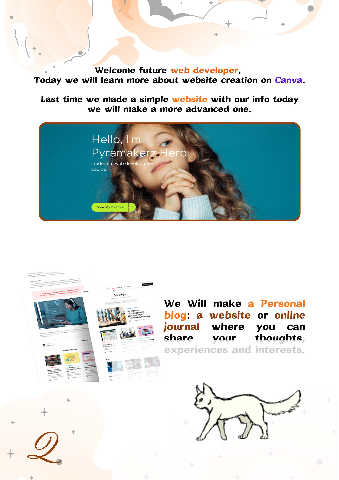 Welcome future web developer,
Today we will learn more about website creation on Canva.
Last time we made a simple website with our info today
we will make a more advanced one.
Hello, I'm
Pyramakerz Hero
We Will make a Personal
blog: a website or online
journal where you can
share your thoughts,
experiences and interests.
2